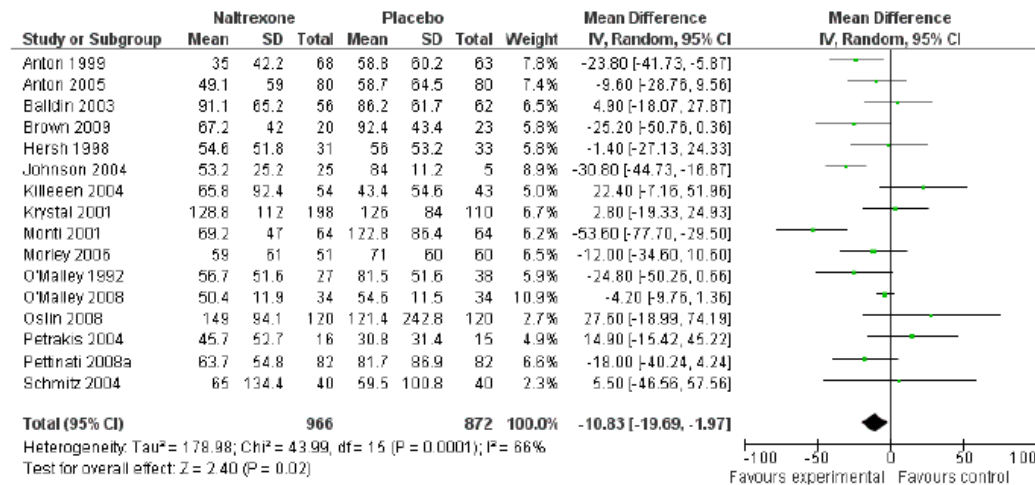 Naltrexone Placebo Mean Difference Mean Difference
Study or Subgroup Mean SD Total Mean SD Total Weight IV, Random, 95% CI IV, Random, 95% CI
Anton 1999 35 42.2 68 58.8 60.2 63 7.8% -23.80 [-41.73, -5.87]
Anton 2005 49.1 59 80 58.7 64.5 80 7.4% -9.60 [-28.76, 9.56]
Balldin 2003 91.1 65.2 56 86.2 61.7 62 6.5% 4.90 [-18.07, 27.87]
Brown 2009 67.2 42 20 92.4 43.4 23 5.8% -25.20 [-50.76, 0.36]
Hersh 1998 54.6 51.8 31 56 53.2 33 5.8% -1.40 [-27.13, 24.33]
Johnson 2004 53.2 25.2 25 84 11.2 5 8.9% -30.80 [-44.73, -16.87]
Killeeen 2004 65.8 92.4 54 43.4 54.6 43 5.0% 22.40 [-7.16, 51.96]
Krystal 2001 128.8 112 198 126 84 110 6.7% 2.80 [-19.33, 24.93]
Monti 2001 69.2 47 64 122.8 86.4 64 6.2% -53.60 [-77.70, -29.50]
Morley 2006 59 61 51 71 60 60 6.6% -12.00 [-34.60, 10.60]
O'Malley 1992 56.7 51.6 27 81.5 51.6 38 5.9% -24.80 [-50.26, 0.66]
O'Malley 2008 50.4 11.9 34 54.6 11.5 34 10.9% -4.20 [-9.76, 1.36]
Oslin 2008 149 94.1 120 121.4 242.8 120 2.7% 27.60 [-18.99, 74.19]
Petrakis 2004 45.7 52.7 16 30.8 31.4 15 4.9% 14.90 [-15.42, 45.22]
Pettinati 2008a 63.7 54.8 82 81.7 86.9 82 6.6% -18.00 [-40.24, 4.24]
Schmitz 2004 65 134.4 40 59.5 100.8 40 2.3% 5.50 [-46.56, 57.56]
Total (95% CI) 966 872 100.0% -10.83 [-19.69, -1.97]
Heterogeneity: Tau² = 178.98; Chi² = 43.99, df = 15 (P = 0.0001); I² = 66%
Test for overall effect: Z = 2.40 (P = 0.02)
-100 -50 0 50 100
Favours experimental Favours control